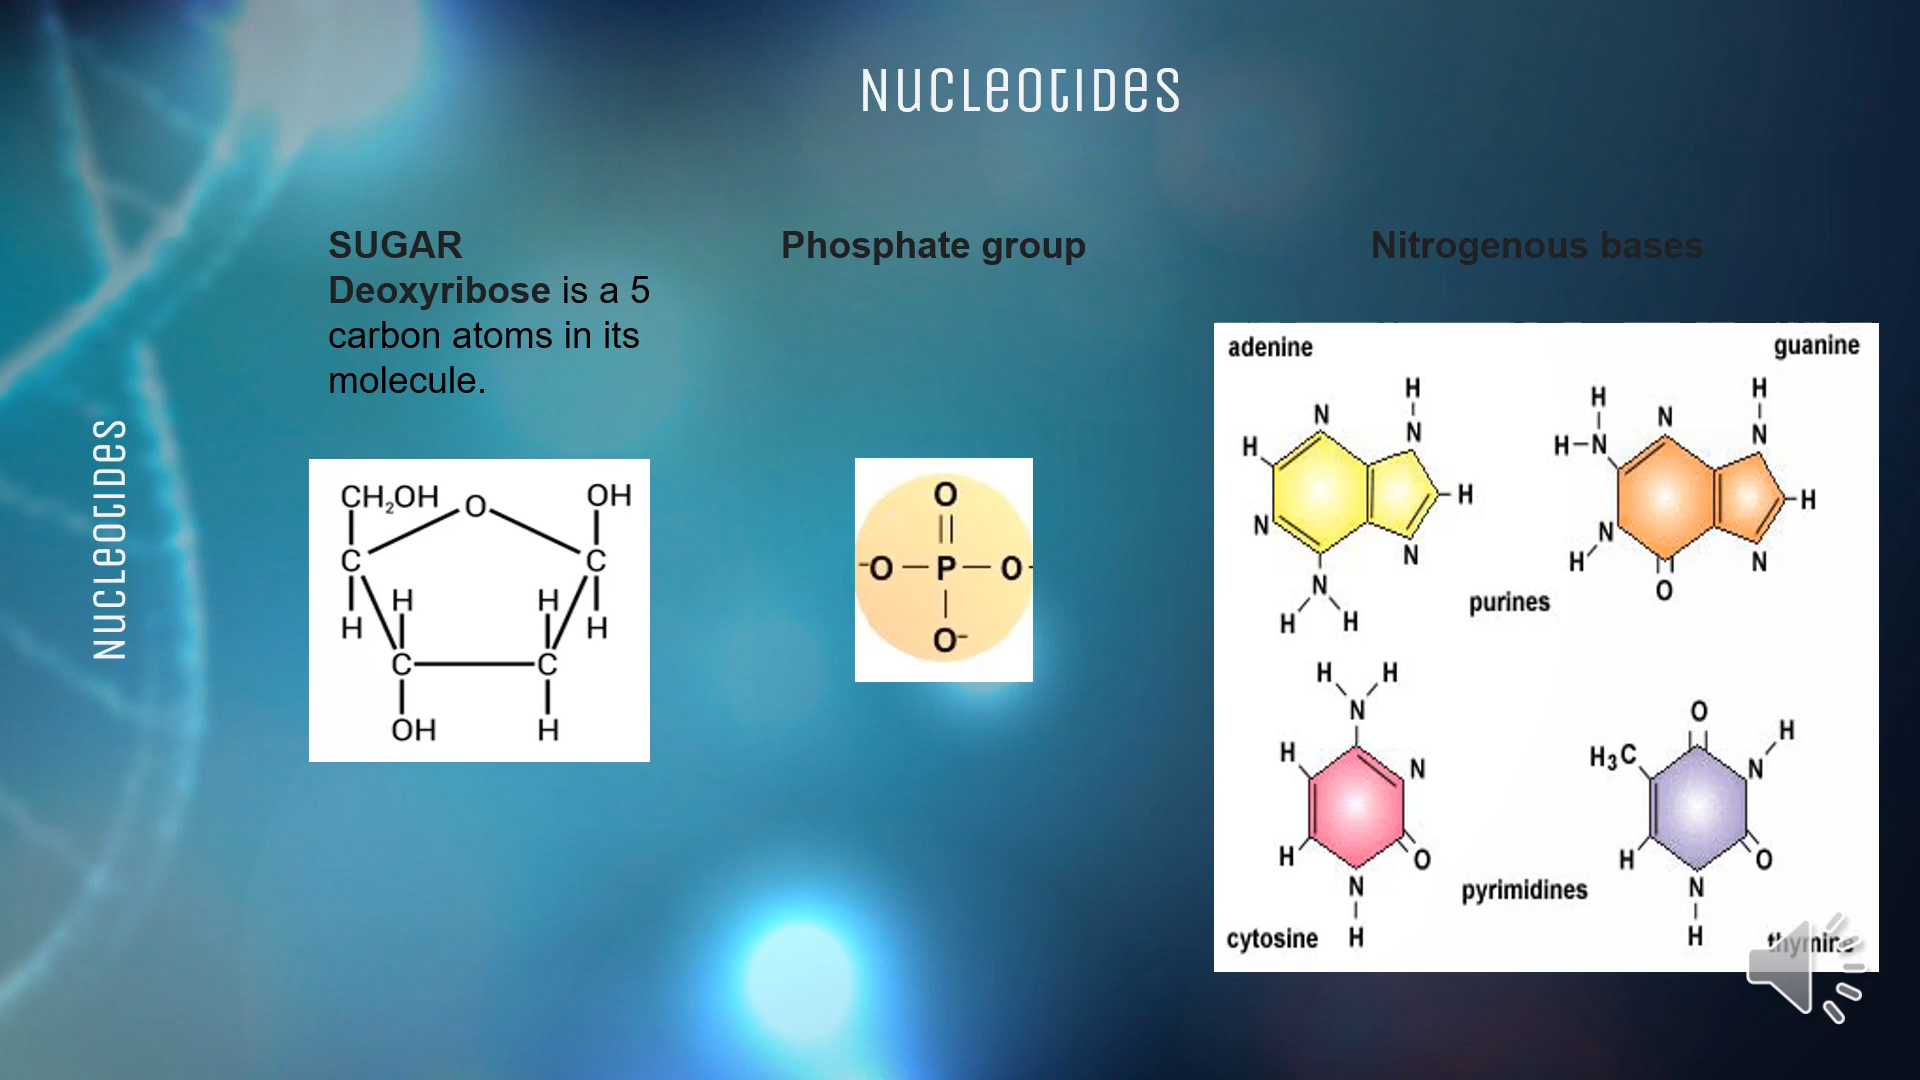 NUCLEOTIDES
NUCLEOTIDES
SUGAR
Deoxyribose is a 5
carbon atoms in its
molecule.
CH₂OH
O
OH
C
C
H
H
H
H
C
C
OH
H
Phosphate group
O
⁻O
P
O
O⁻
Nitrogenous bases
adenine
guanine
N
H
H
N
H
N
N
N
H
H
H
H
N
N
H
N
H
N
H
N
O
purines
H
H
N
H
N
H
O
N
H
cytosine
O
H
H₃C
N
H
O
N
H
pyrimidines
thymine